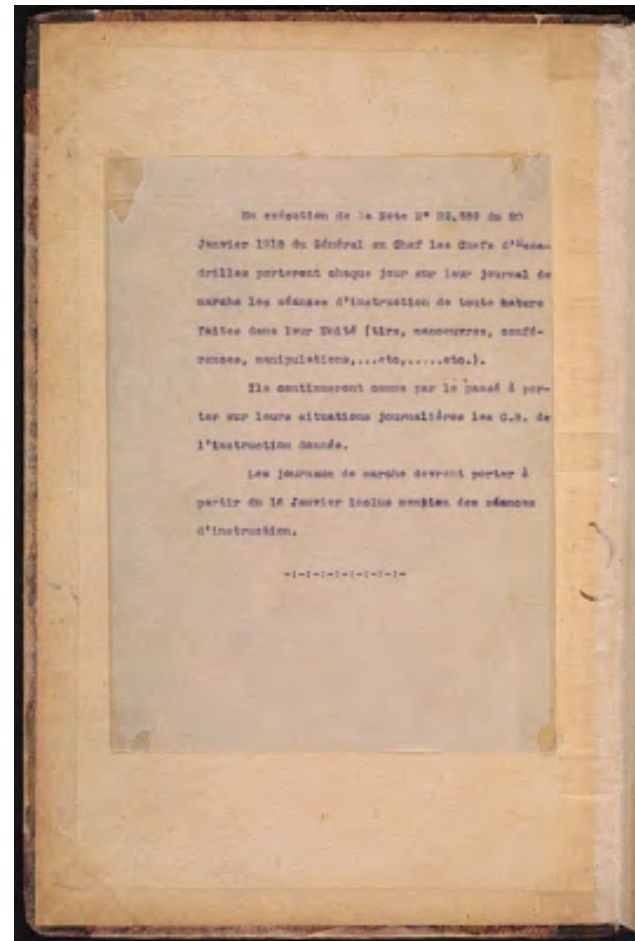 En exécution de la Note N° 22.589 du 20
Janvier 1918 du Général en Chef les Chefs d'Esca-
drilles porteront chaque jour sur leur journal de
marche les séances d'instruction de toute nature
faites dans leur Unité (tirs, manoeuvres, confé-
rences, manipulations,...etc,.....etc.).
Ils continueront comme par le passé à por-
ter sur leurs situations journalières les C.R. de
l'instruction donnée.
Les journaux de marche devront porter à
partir du 16 Janvier inclus mention des séances
d'instruction.
-:-:-:-:-:-:-:-